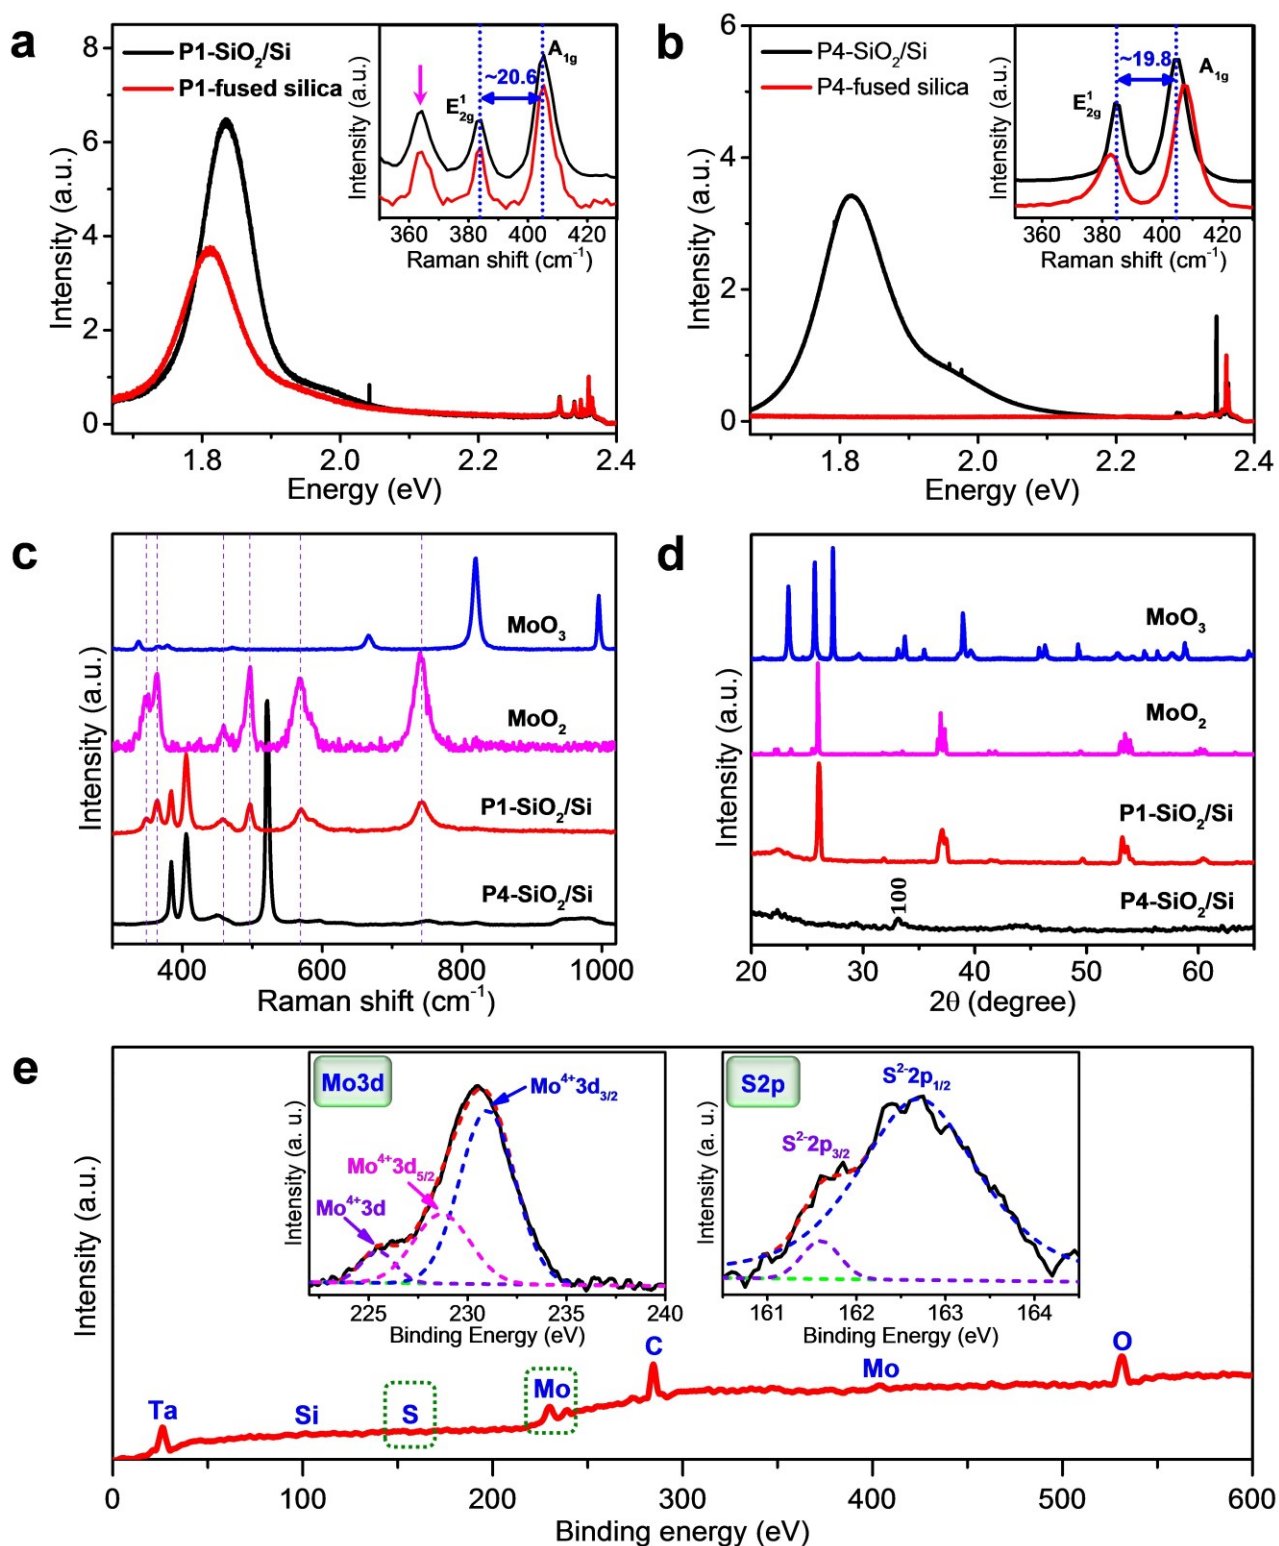 a
P1-SiO₂/Si
P1-fused silica
8
6
4
2
0
Intensity (a.u.)
1.8
2.0
2.2
2.4
Energy (eV)
A₁g
~20.6
E¹₂g
Intensity (a.u.)
360
380
400
420
Raman shift (cm⁻¹)
b
P4-SiO₂/Si
P4-fused silica
6
4
2
0
Intensity (a.u.)
1.8
2.0
2.2
2.4
Energy (eV)
~19.8
A₁g
E¹₂g
Intensity (a.u.)
360
380
400
420
Raman shift (cm⁻¹)
c
MoO₃
MoO₂
P1-SiO₂/Si
P4-SiO₂/Si
Intensity (a.u.)
400
600
800
1000
Raman shift (cm⁻¹)
d
MoO₃
MoO₂
P1-SiO₂/Si
P4-SiO₂/Si
100
Intensity (a.u.)
20
30
40
50
60
2θ (degree)
e
Mo3d
Mo⁴⁺3d₃/₂
Mo⁴⁺3d₅/₂
Mo⁴⁺3d
Intensity (a. u.)
225
230
235
240
Binding Energy (eV)
S2p
S²⁻2p₁/₂
S²⁻2p₃/₂
Intensity (a. u.)
161
162
163
164
Binding Energy (eV)
Ta
Si
S
Mo
C
Mo
O
Intensity (a.u.)
0
100
200
300
400
500
600
Binding energy (eV)